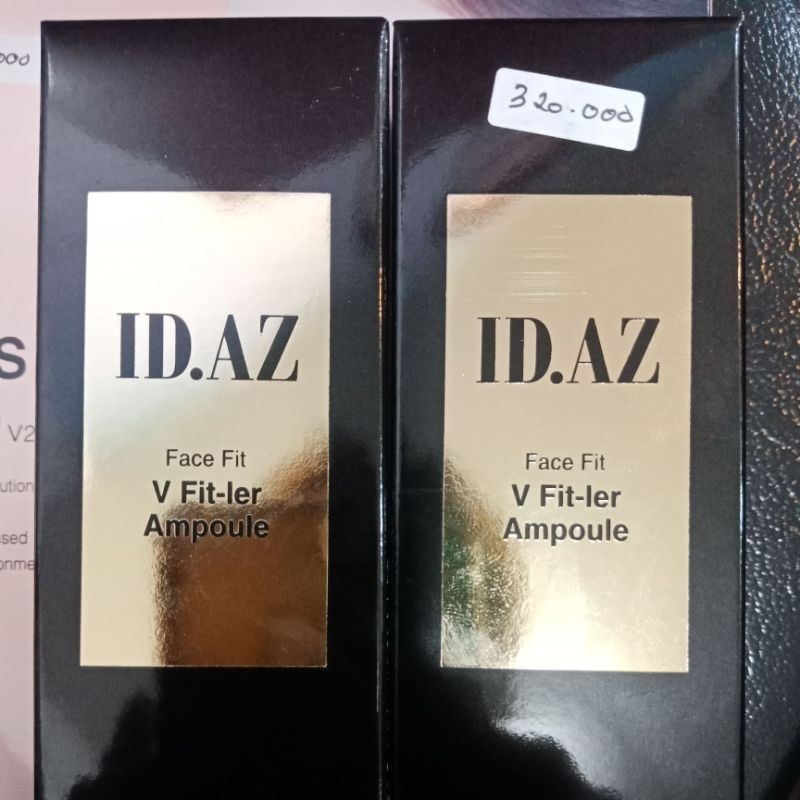 000
320.000
ID.AZ
Face Fit
V Fit-ler
Ampoule
ID.AZ
Face Fit
V Fit-ler
Ampoule
S
V2
ution
ssed
onme